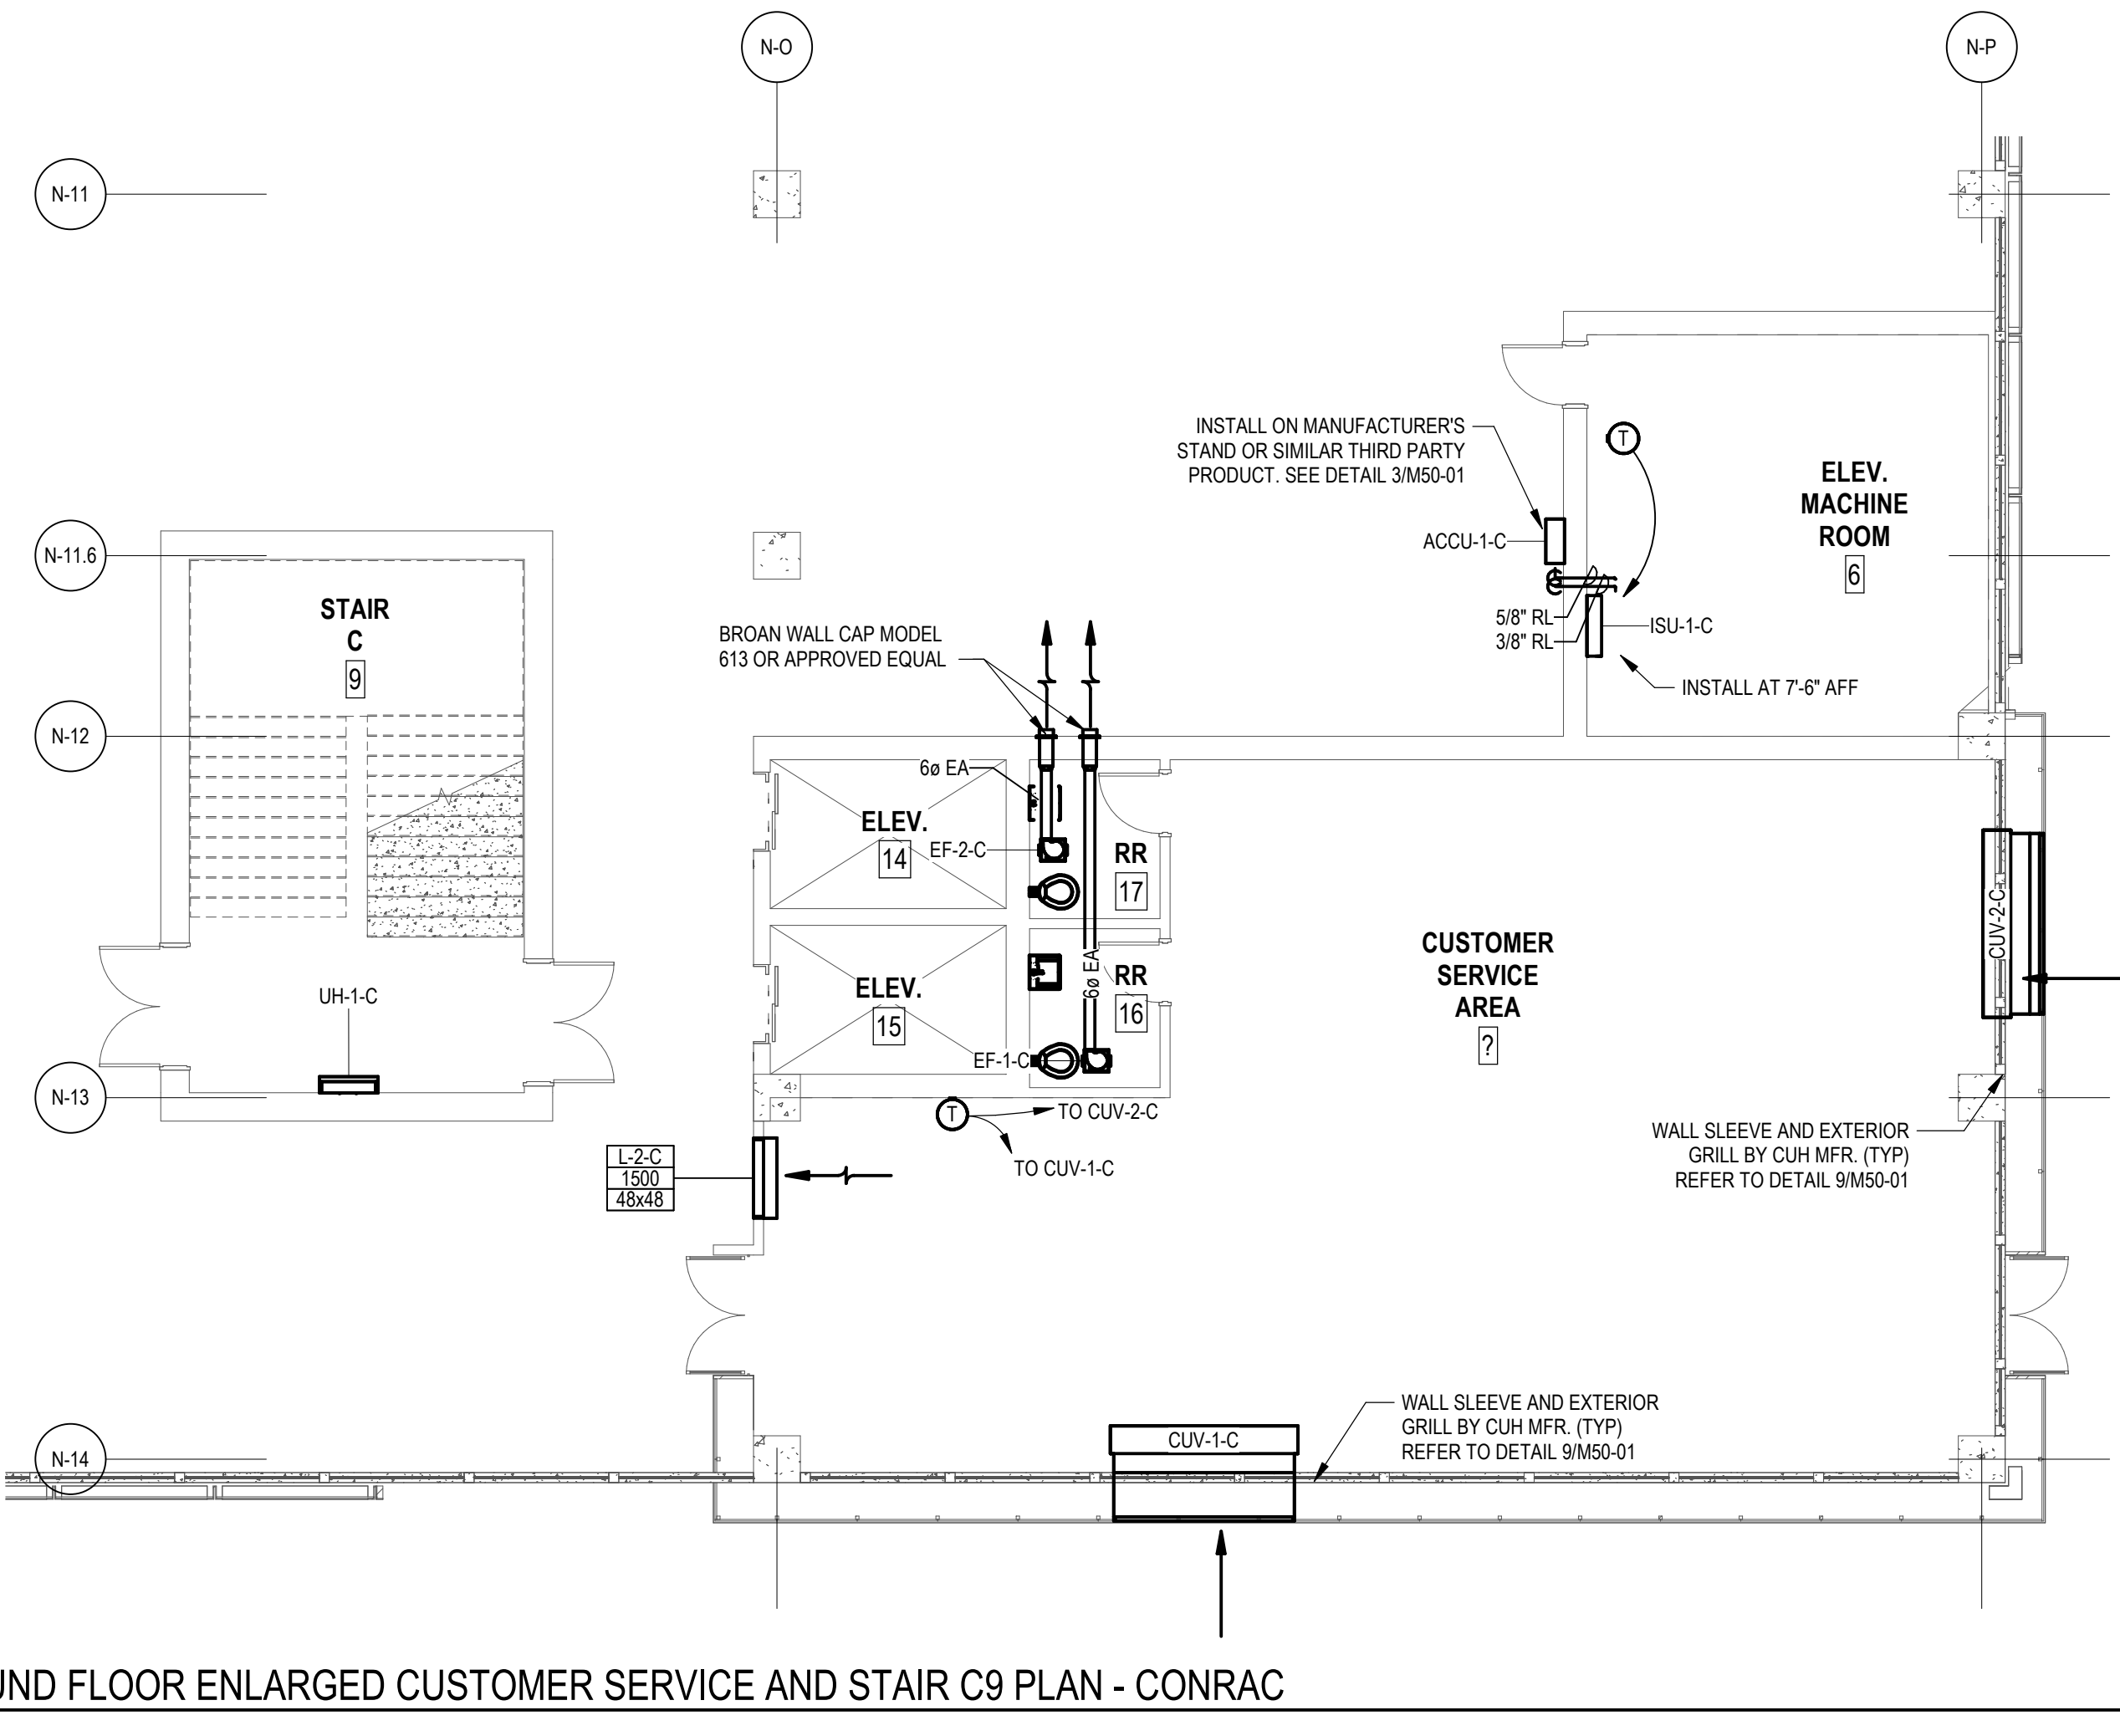 N-O
N-P
N-11
INSTALL ON MANUFACTURER'S
STAND OR SIMILAR THIRD PARTY
PRODUCT. SEE DETAIL 3/M50-01
T
ELEV.
MACHINE
ROOM
6
ACCU-1-C
N-11.6
STAIR
C
9
5/8" RL
3/8" RL
ISU-1-C
BROAN WALL CAP MODEL
613 OR APPROVED EQUAL
INSTALL AT 7'-6" AFF
N-12
6ø EA
ELEV.
14
EF-2-C
RR
17
CUV-2-C
CUSTOMER
SERVICE
AREA
?
6ø EA
ELEV.
15
RR
16
UH-1-C
EF-1-C
N-13
T
TO CUV-2-C
TO CUV-1-C
WALL SLEEVE AND EXTERIOR
GRILL BY CUH MFR. (TYP)
REFER TO DETAIL 9/M50-01
L-2-C
1500
48x48
WALL SLEEVE AND EXTERIOR
GRILL BY CUH MFR. (TYP)
REFER TO DETAIL 9/M50-01
CUV-1-C
N-14
UND FLOOR ENLARGED CUSTOMER SERVICE AND STAIR C9 PLAN - CONRAC